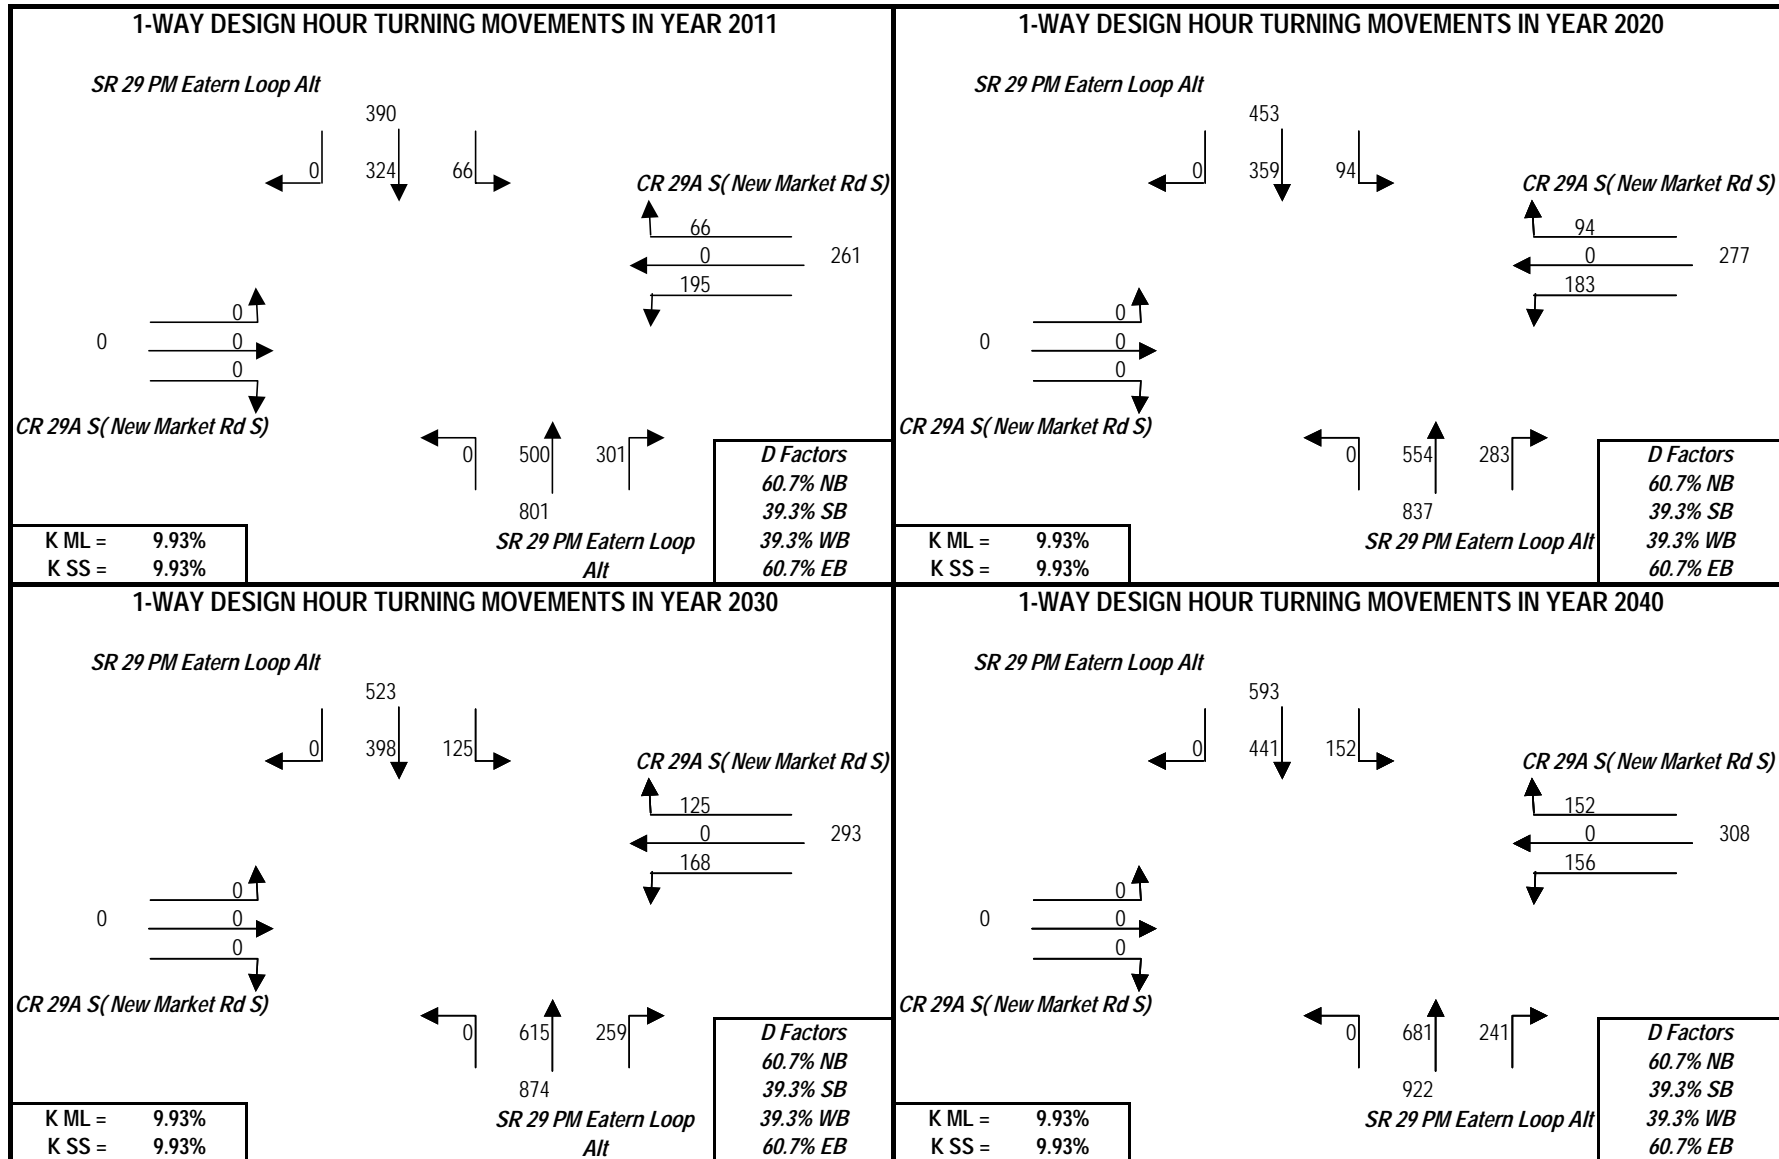 1-WAY DESIGN HOUR TURNING MOVEMENTS IN YEAR 2011
SR 29 PM Eatern Loop Alt
390
0 324 66
CR 29A S( New Market Rd S)
66
0 261
195
0
0 0
0
CR 29A S( New Market Rd S)
0 500 301
801
SR 29 PM Eatern Loop
Alt
D Factors
60.7% NB
39.3% SB
39.3% WB
60.7% EB
K ML = 9.93%
K SS = 9.93%
1-WAY DESIGN HOUR TURNING MOVEMENTS IN YEAR 2020
SR 29 PM Eatern Loop Alt
453
0 359 94
CR 29A S( New Market Rd S)
94
0 277
183
0
0 0
0
CR 29A S( New Market Rd S)
0 554 283
837
SR 29 PM Eatern Loop Alt
D Factors
60.7% NB
39.3% SB
39.3% WB
60.7% EB
K ML = 9.93%
K SS = 9.93%
1-WAY DESIGN HOUR TURNING MOVEMENTS IN YEAR 2030
SR 29 PM Eatern Loop Alt
523
0 398 125
CR 29A S( New Market Rd S)
125
0 293
168
0
0 0
0
CR 29A S( New Market Rd S)
0 615 259
874
SR 29 PM Eatern Loop
Alt
D Factors
60.7% NB
39.3% SB
39.3% WB
60.7% EB
K ML = 9.93%
K SS = 9.93%
1-WAY DESIGN HOUR TURNING MOVEMENTS IN YEAR 2040
SR 29 PM Eatern Loop Alt
593
0 441 152
CR 29A S( New Market Rd S)
152
0 308
156
0
0 0
0
CR 29A S( New Market Rd S)
0 681 241
922
SR 29 PM Eatern Loop Alt
D Factors
60.7% NB
39.3% SB
39.3% WB
60.7% EB
K ML = 9.93%
K SS = 9.93%